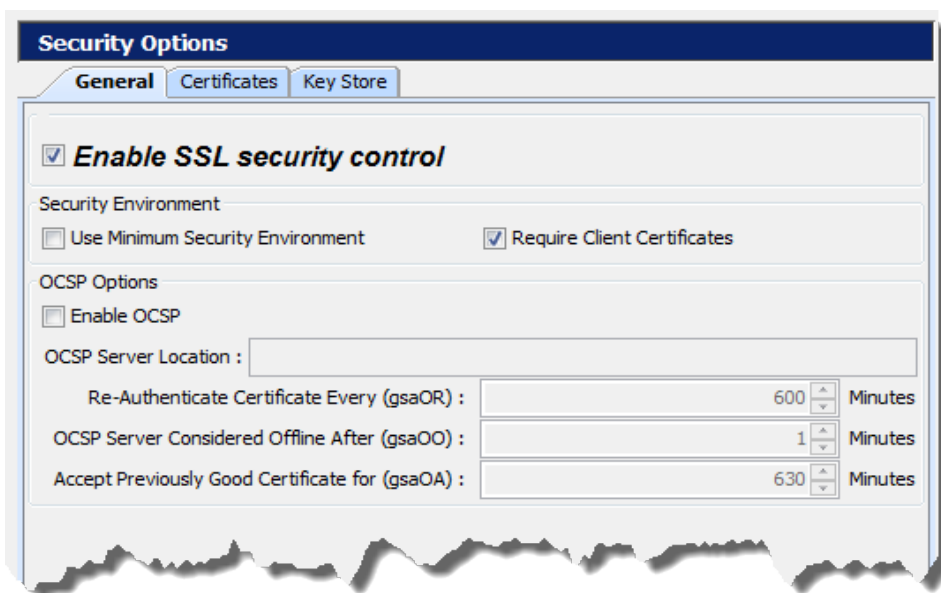 Security Options
General Certificates Key Store
Enable SSL security control
Security Environment
Use Minimum Security Environment Require Client Certificates
OCSP Options
Enable OCSP
OCSP Server Location :
Re-Authenticate Certificate Every (gsaOR) : 600 Minutes
OCSP Server Considered Offline After (gsaOO) : 1 Minutes
Accept Previously Good Certificate for (gsaOA) : 630 Minutes